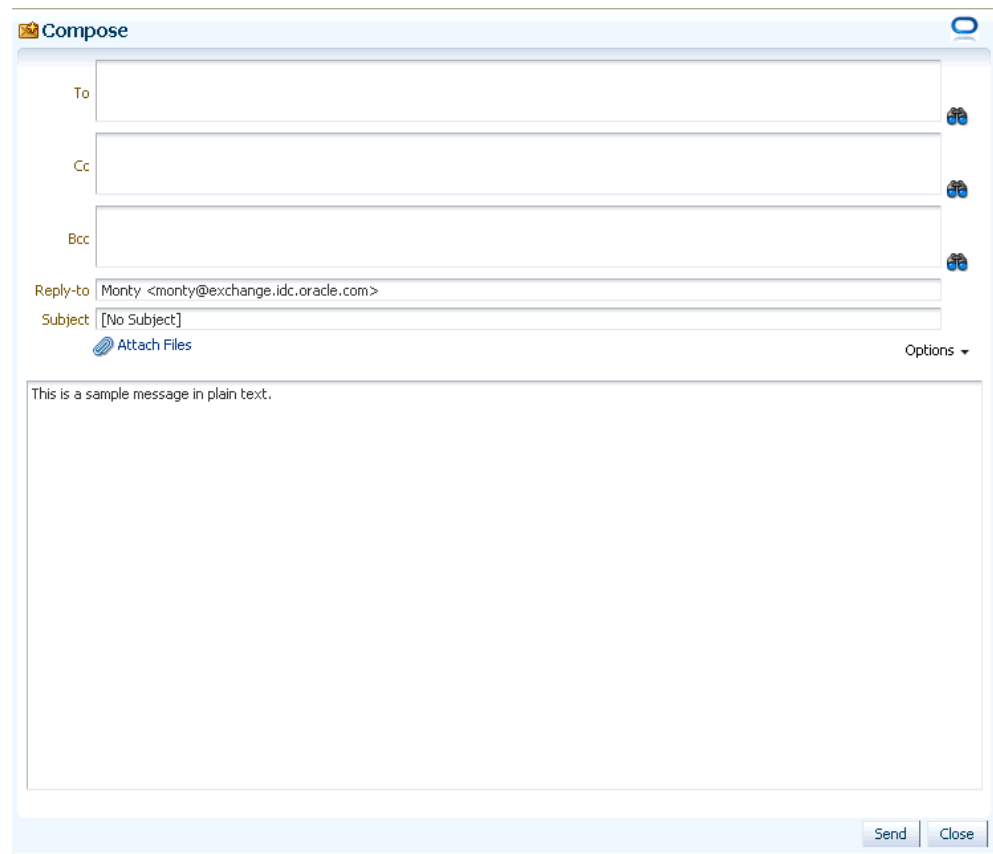 Compose
To
Cc
Bcc
Reply-to Monty <monty@exchange.idc.oracle.com>
Subject [No Subject]
Attach Files
Options
This is a sample message in plain text.
Send Close